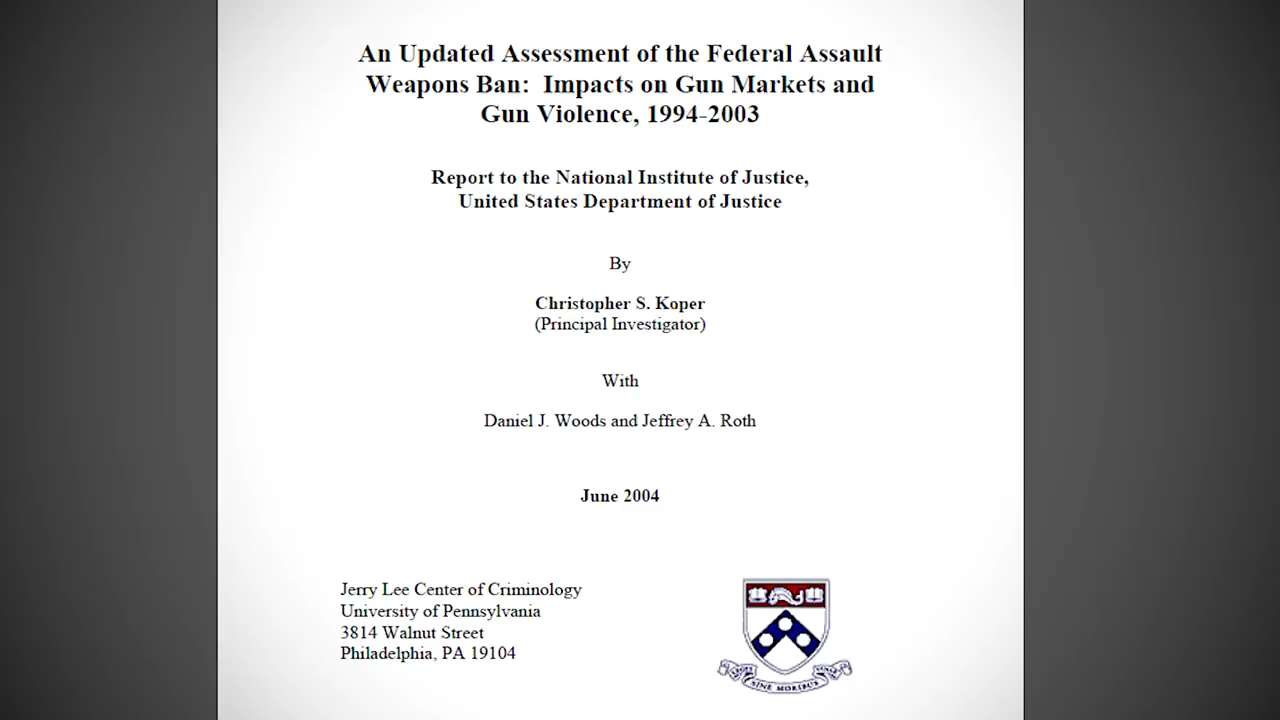 An Updated Assessment of the Federal Assault
Weapons Ban: Impacts on Gun Markets and
Gun Violence, 1994-2003
Report to the National Institute of Justice,
United States Department of Justice
By
Christopher S. Koper
(Principal Investigator)
With
Daniel J. Woods and Jeffrey A. Roth
June 2004
Jerry Lee Center of Criminology
University of Pennsylvania
3814 Walnut Street
Philadelphia, PA 19104
SINE MORIBUS